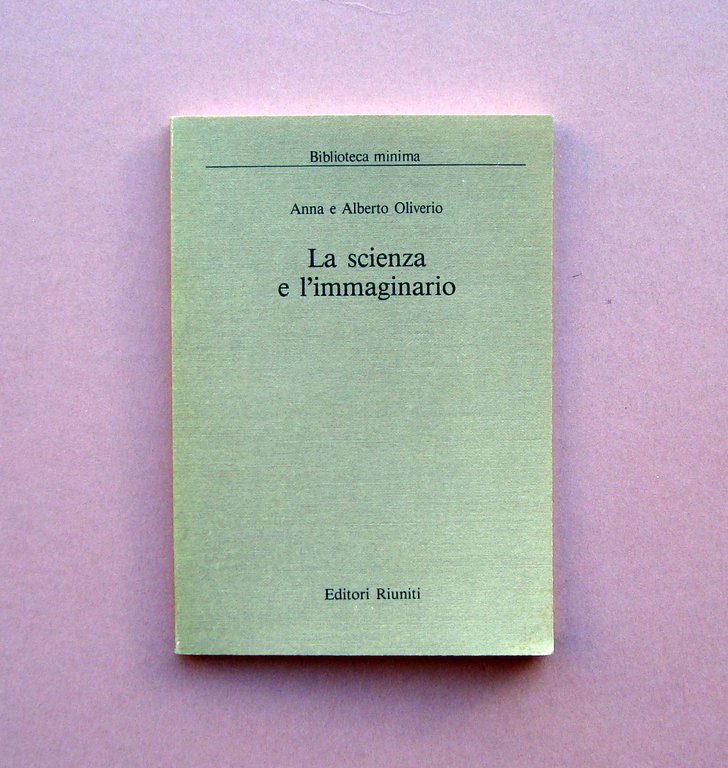 Biblioteca minima
Anna e Alberto Oliverio
La scienza
e l'immaginario
Editori Riuniti